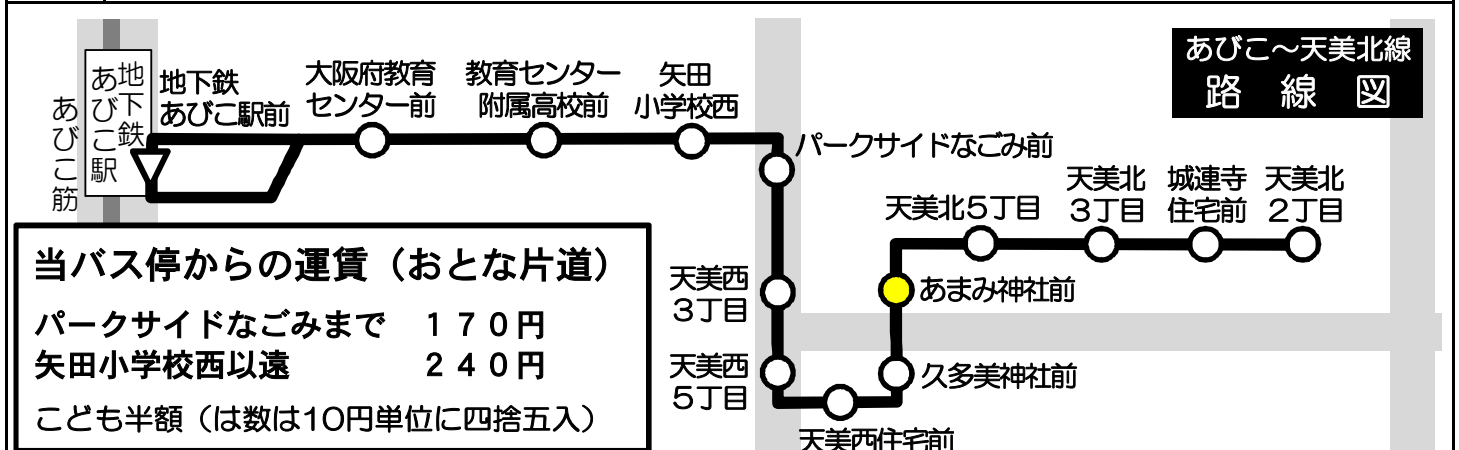 あびこ～天美北線
路線図
あびこ筋
地下鉄
あびこ駅
地下鉄
あびこ駅前
大阪府教育
センター前
教育センター
附属高校前
矢田
小学校西
パークサイドなごみ前
天美西
3丁目
天美西
5丁目
天美西住宅前
久多美神社前
あまみ神社前
天美北5丁目
天美北
3丁目
城連寺
住宅前
天美北
2丁目
当バス停からの運賃（おとな片道）
パークサイドなごみまで　１７０円
矢田小学校西以遠　２４０円
こども半額（は数は10円単位に四捨五入）